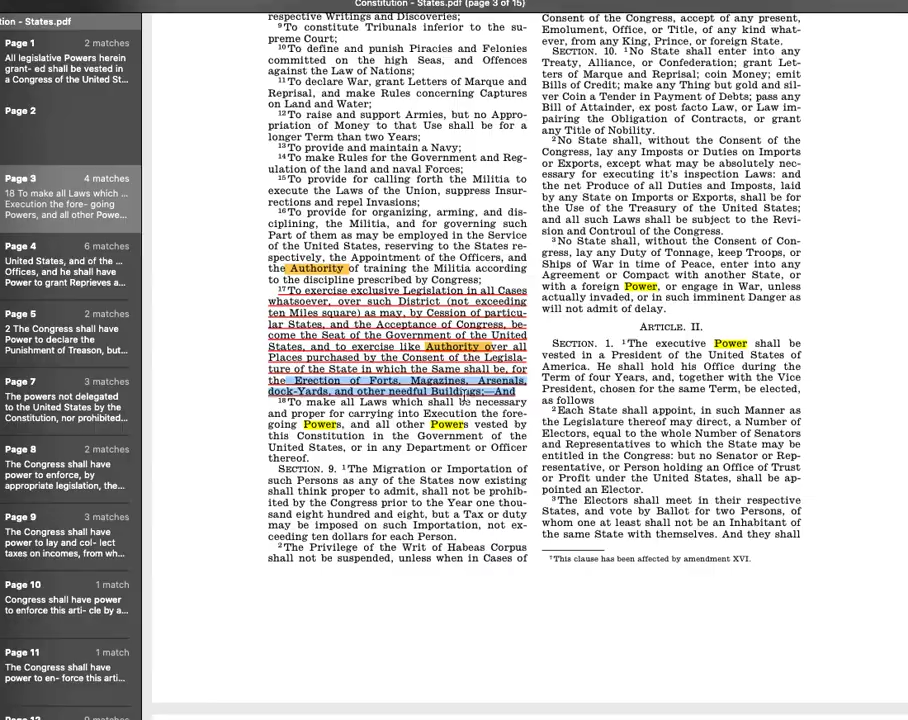 Constitution - States.pdf (page 3 of 15)
tion - States.pdf
Page 1 2 matches
All legislative Powers herein
grant- ed shall be vested in
a Congress of the United St...
Page 2
Page 3 4 matches
18 To make all Laws which ...
Execution the fore- going
Powers, and all other Powe...
Page 4 6 matches
United States, and of the ...
Offices, and he shall have
Power to grant Reprieves a...
Page 5 2 matches
2 The Congress shall have
Power to declare the
Punishment of Treason, but...
Page 7 3 matches
The powers not delegated
to the United States by the
Constitution, nor prohibited...
Page 8 2 matches
The Congress shall have
power to enforce, by
appropriate legislation, the...
Page 9 3 matches
The Congress shall have
power to lay and col- lect
taxes on incomes, from wh...
Page 10 1 match
Congress shall have power
to enforce this arti- cle by a...
Page 11 1 match
The Congress shall have
power to en- force this arti...
respective Writings and Discoveries;
9 To constitute Tribunals inferior to the su-
preme Court;
10 To define and punish Piracies and Felonies
committed on the high Seas, and Offences
against the Law of Nations;
11 To declare War, grant Letters of Marque and
Reprisal, and make Rules concerning Captures
on Land and Water;
12 To raise and support Armies, but no Appro-
priation of Money to that Use shall be for a
longer Term than two Years;
13 To provide and maintain a Navy;
14 To make Rules for the Government and Reg-
ulation of the land and naval Forces;
15 To provide for calling forth the Militia to
execute the Laws of the Union, suppress Insur-
rections and repel Invasions;
16 To provide for organizing, arming, and dis-
ciplining, the Militia, and for governing such
Part of them as may be employed in the Service
of the United States, reserving to the States re-
spectively, the Appointment of the Officers, and
the Authority of training the Militia according
to the discipline prescribed by Congress;
17 To exercise exclusive Legislation in all Cases
whatsoever, over such District (not exceeding
ten Miles square) as may, by Cession of particu-
lar States, and the Acceptance of Congress, be-
come the Seat of the Government of the United
States, and to exercise like Authority over all
Places purchased by the Consent of the Legisla-
ture of the State in which the Same shall be, for
the Erection of Forts, Magazines, Arsenals,
dock-Yards, and other needful Buildings;—And
18 To make all Laws which shall be necessary
and proper for carrying into Execution the fore-
going Powers, and all other Powers vested by
this Constitution in the Government of the
United States, or in any Department or Officer
thereof.
SECTION. 9. 1 The Migration or Importation of
such Persons as any of the States now existing
shall think proper to admit, shall not be prohib-
ited by the Congress prior to the Year one thou-
sand eight hundred and eight, but a Tax or duty
may be imposed on such Importation, not ex-
ceeding ten dollars for each Person.
2 The Privilege of the Writ of Habeas Corpus
shall not be suspended, unless when in Cases of
Consent of the Congress, accept of any present,
Emolument, Office, or Title, of any kind what-
ever, from any King, Prince, or foreign State.
SECTION. 10. 1 No State shall enter into any
Treaty, Alliance, or Confederation; grant Let-
ters of Marque and Reprisal; coin Money; emit
Bills of Credit; make any Thing but gold and sil-
ver Coin a Tender in Payment of Debts; pass any
Bill of Attainder, ex post facto Law, or Law im-
pairing the Obligation of Contracts, or grant
any Title of Nobility.
2 No State shall, without the Consent of the
Congress, lay any Imposts or Duties on Imports
or Exports, except what may be absolutely nec-
essary for executing it's inspection Laws: and
the net Produce of all Duties and Imposts, laid
by any State on Imports or Exports, shall be for
the Use of the Treasury of the United States;
and all such Laws shall be subject to the Revi-
sion and Controul of the Congress.
3 No State shall, without the Consent of Con-
gress, lay any Duty of Tonnage, keep Troops, or
Ships of War in time of Peace, enter into any
Agreement or Compact with another State, or
with a foreign Power, or engage in War, unless
actually invaded, or in such imminent Danger as
will not admit of delay.
ARTICLE. II.
SECTION. 1. 1 The executive Power shall be
vested in a President of the United States of
America. He shall hold his Office during the
Term of four Years, and, together with the Vice
President, chosen for the same Term, be elected,
as follows
2 Each State shall appoint, in such Manner as
the Legislature thereof may direct, a Number of
Electors, equal to the whole Number of Senators
and Representatives to which the State may be
entitled in the Congress: but no Senator or Rep-
resentative, or Person holding an Office of Trust
or Profit under the United States, shall be ap-
pointed an Elector.
3 The Electors shall meet in their respective
States, and vote by Ballot for two Persons, of
whom one at least shall not be an Inhabitant of
the same State with themselves. And they shall
7 This clause has been affected by amendment XVI.